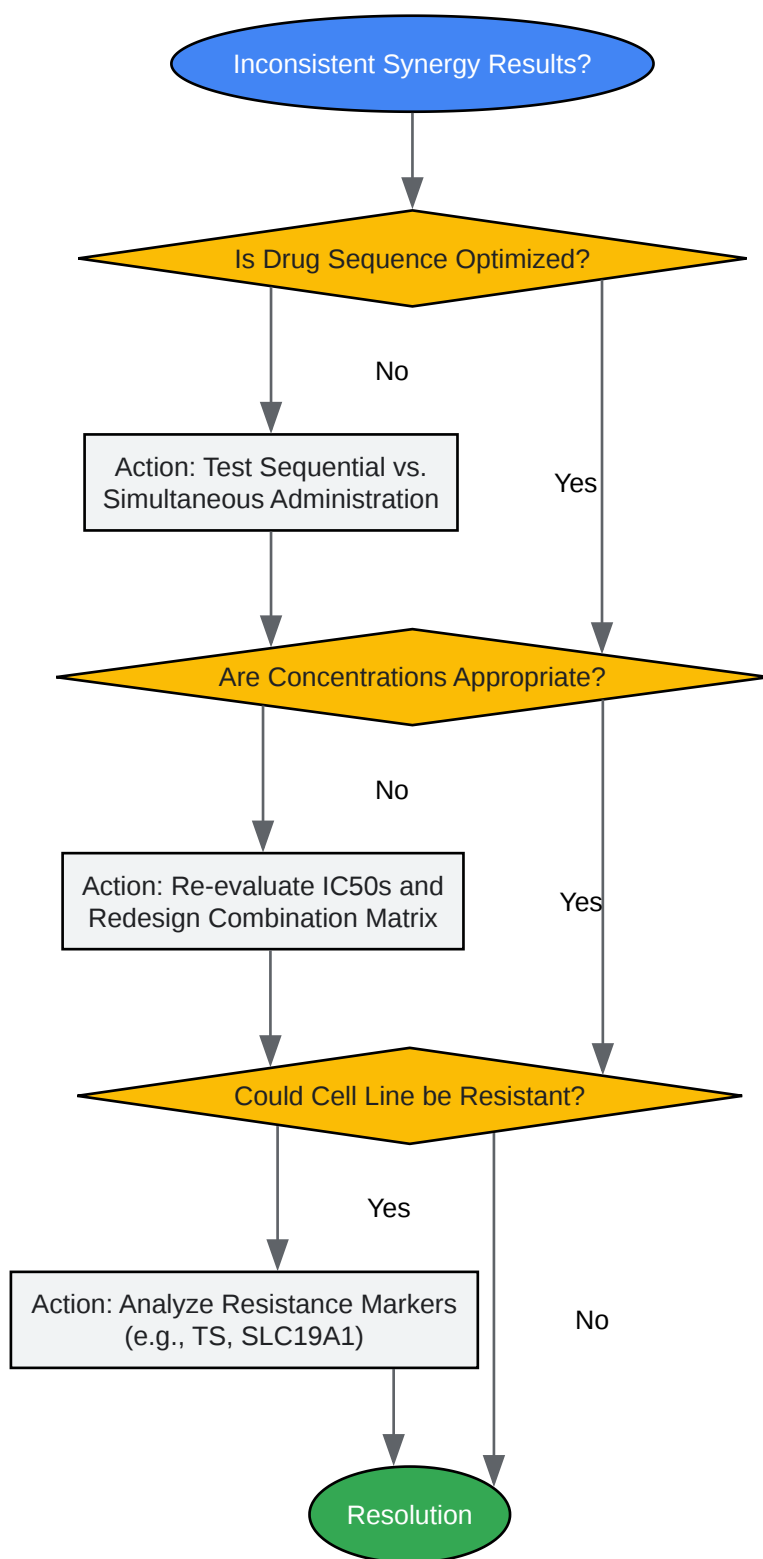 Inconsistent Synergy Results?
Is Drug Sequence Optimized?
No
Action: Test Sequential vs.
Simultaneous Administration
Yes
Are Concentrations Appropriate?
No
Action: Re-evaluate IC50s and
Redesign Combination Matrix
Yes
Could Cell Line be Resistant?
Yes
Action: Analyze Resistance Markers
(e.g., TS, SLC19A1)
No
Resolution